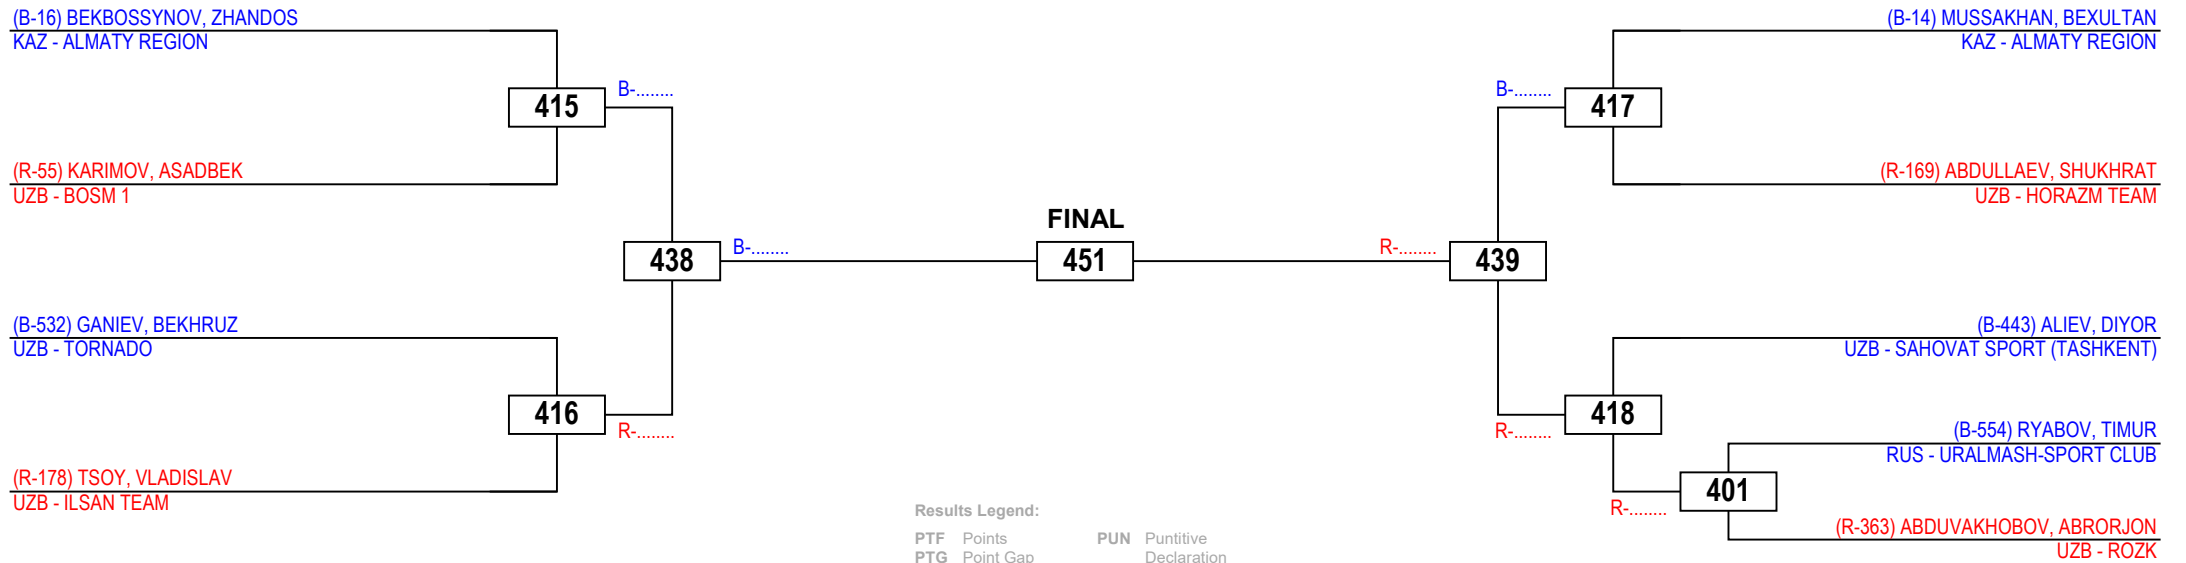 (B-16) BEKBOSSYNOV, ZHANDOS
KAZ - ALMATY REGION
415
B-........
(R-55) KARIMOV, ASADBEK
UZB - BOSM 1
438
B-........
(B-532) GANIEV, BEKHRUZ
UZB - TORNADO
416
R-........
(R-178) TSOY, VLADISLAV
UZB - ILSAN TEAM
FINAL
451
(B-14) MUSSAKHAN, BEXULTAN
KAZ - ALMATY REGION
B-........
417
(R-169) ABDULLAEV, SHUKHRAT
UZB - HORAZM TEAM
R-........
439
(B-443) ALIEV, DIYOR
UZB - SAHOVAT SPORT (TASHKENT)
R-........
418
(B-554) RYABOV, TIMUR
RUS - URALMASH-SPORT CLUB
R-........
401
(R-363) ABDUVAKHOBOV, ABRORJON
UZB - ROZK
Results Legend:
PTF Points PUN Puntitive
PTG Point Gap Declaration